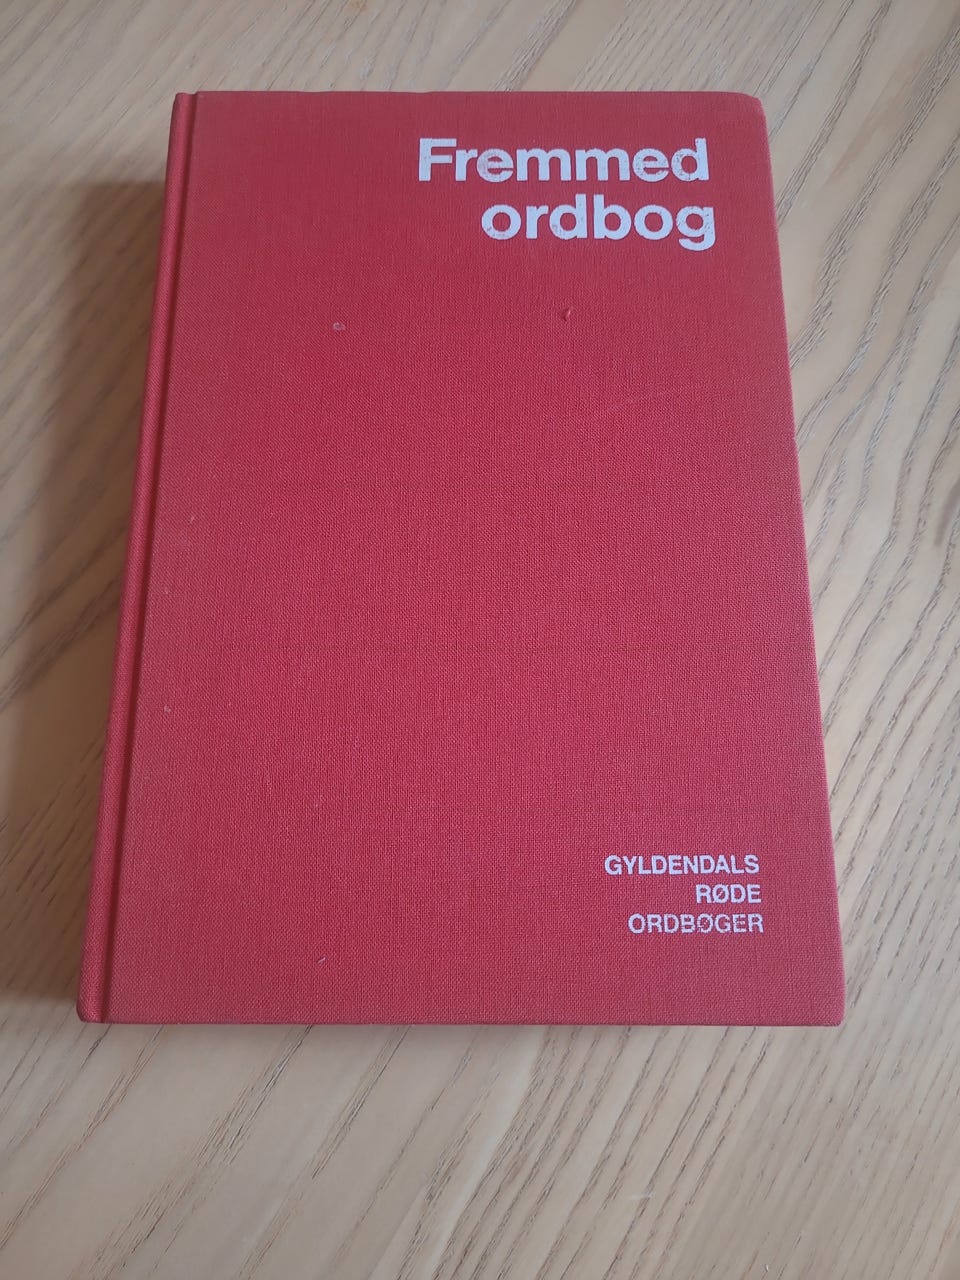 Fremmed
ordbog
GYLDENDALS
RØDE
ORDBØGER